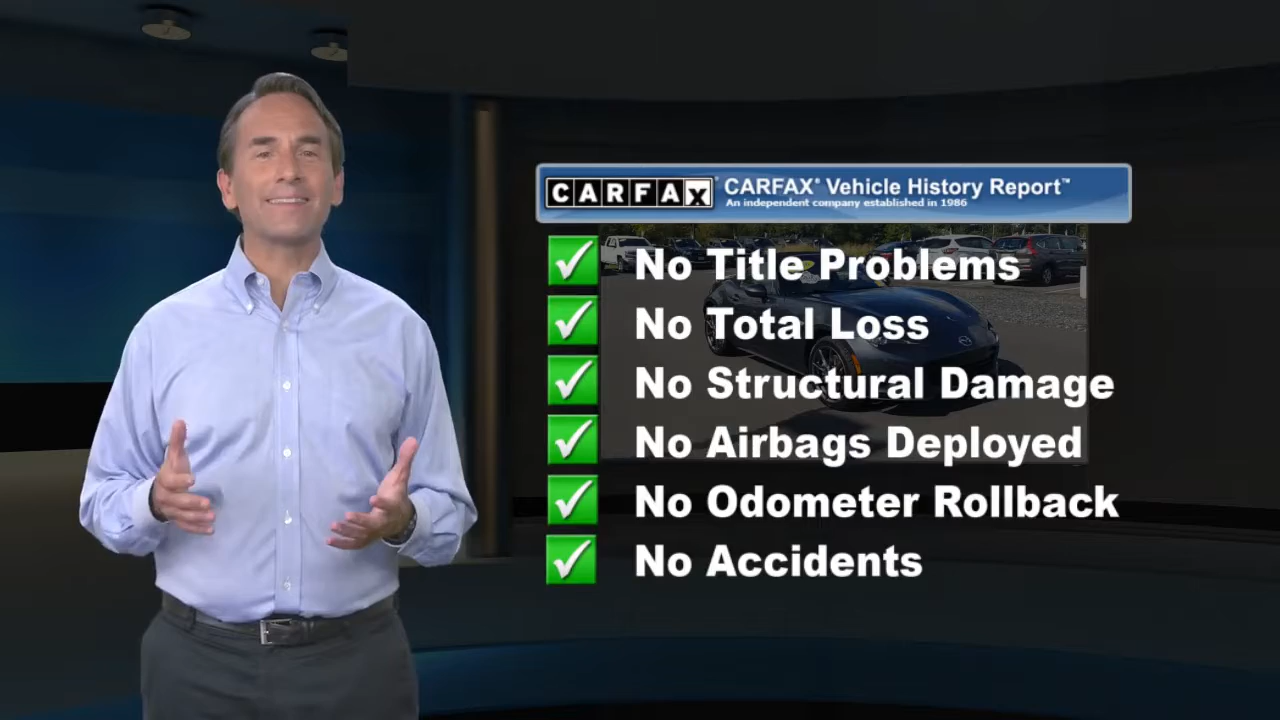 CARFAX® CARFAX® Vehicle History Report™
An independent company established in 1986
No Title Problems
No Total Loss
No Structural Damage
No Airbags Deployed
No Odometer Rollback
No Accidents